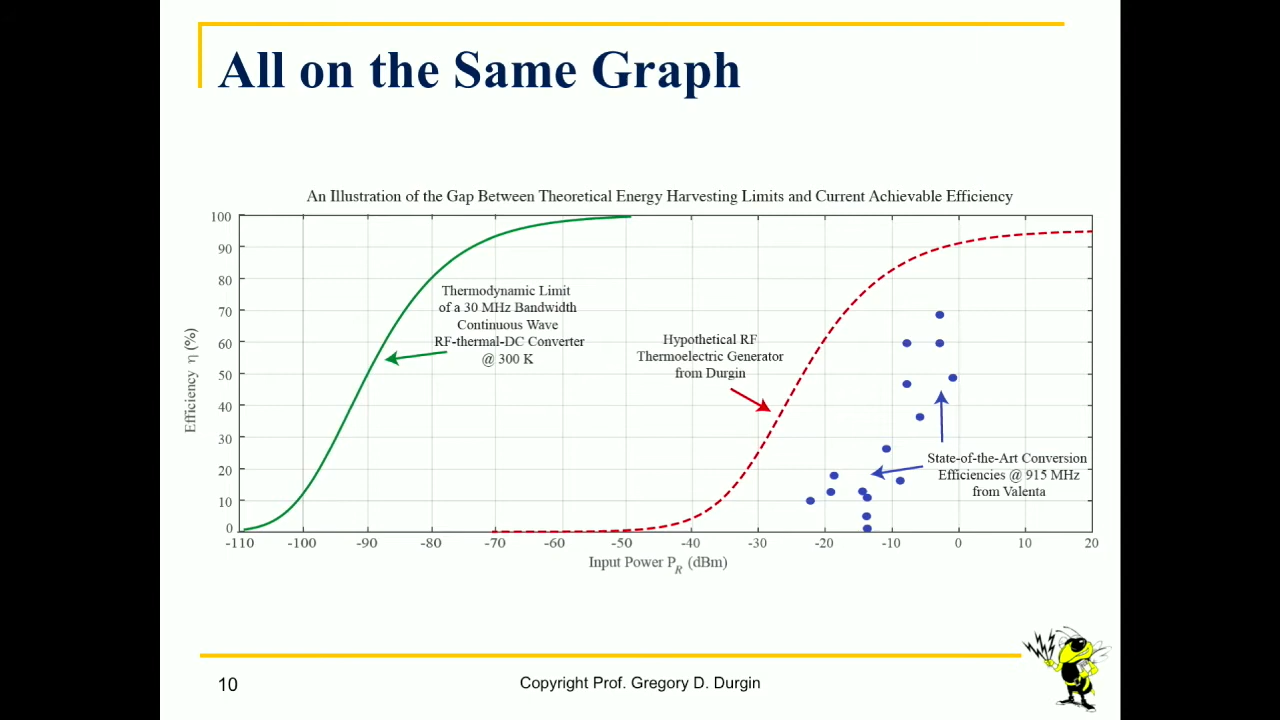 All on the Same Graph
An Illustration of the Gap Between Theoretical Energy Harvesting Limits and Current Achievable Efficiency
100
90
80
70
60
50
40
30
20
10
0
Efficiency η (%)
Thermodynamic Limit
of a 30 MHz Bandwidth
Continuous Wave
RF-thermal-DC Converter
@ 300 K
Hypothetical RF
Thermoelectric Generator
from Durgin
State-of-the-Art Conversion
Efficiencies @ 915 MHz
from Valenta
-110 -100 -90 -80 -70 -60 -50 -40 -30 -20 -10 0 10 20
Input Power P_R (dBm)
10
Copyright Prof. Gregory D. Durgin